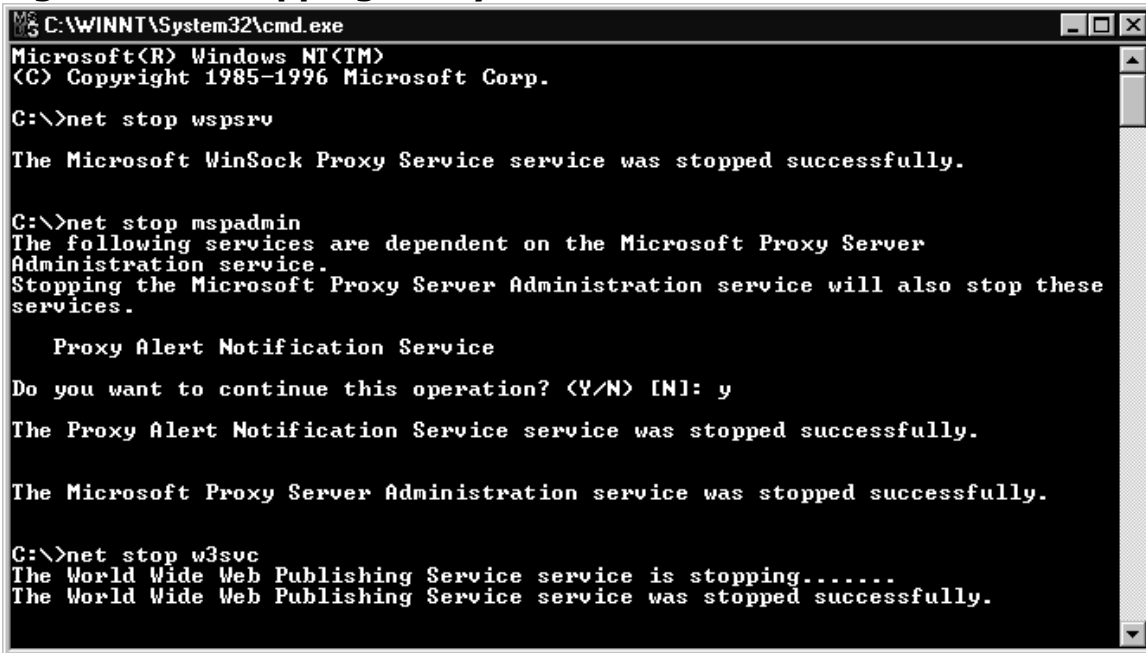 C:\WINNT\System32\cmd.exe
Microsoft(R) Windows NT(TM)
(C) Copyright 1985-1996 Microsoft Corp.
C:\>net stop wspsrv
The Microsoft WinSock Proxy Service service was stopped successfully.
C:\>net stop mspadmin
The following services are dependent on the Microsoft Proxy Server
Administration service.
Stopping the Microsoft Proxy Server Administration service will also stop these
services.
Proxy Alert Notification Service
Do you want to continue this operation? (Y/N) [N]: y
The Proxy Alert Notification Service service was stopped successfully.
The Microsoft Proxy Server Administration service was stopped successfully.
C:\>net stop w3svc
The World Wide Web Publishing Service service is stopping.......
The World Wide Web Publishing Service service was stopped successfully.